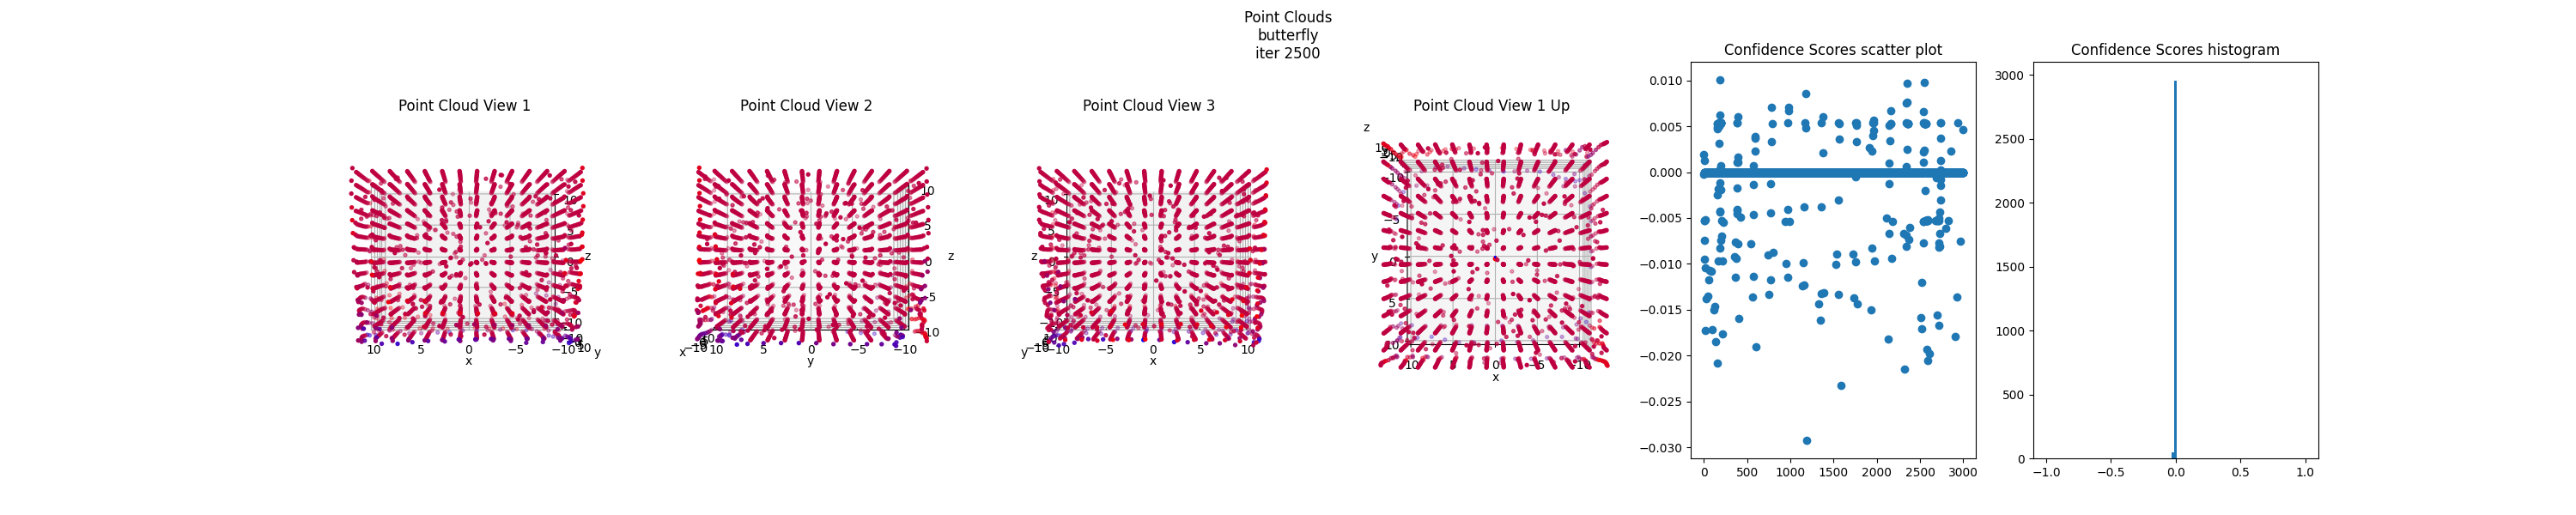 Point Clouds
butterfly
iter 2500
Point Cloud View 1
Point Cloud View 2
Point Cloud View 3
Point Cloud View 1 Up
Confidence Scores scatter plot
Confidence Scores histogram
10 5 0 −5 −10
x
y
z
10
5
0
−5
−10
x
10 5 0 −5 −10
y
z
10
5
0
−5
−10
y
−10 −5 0 5 10
x
z
10
5
0
−5
−10
z
y
−10
−5
0
5
10
10 5 0 −5 −10
x
0.010
0.005
0.000
−0.005
−0.010
−0.015
−0.020
−0.025
−0.030
0 500 1000 1500 2000 2500 3000
3000
2500
2000
1500
1000
500
0
−1.0 −0.5 0.0 0.5 1.0